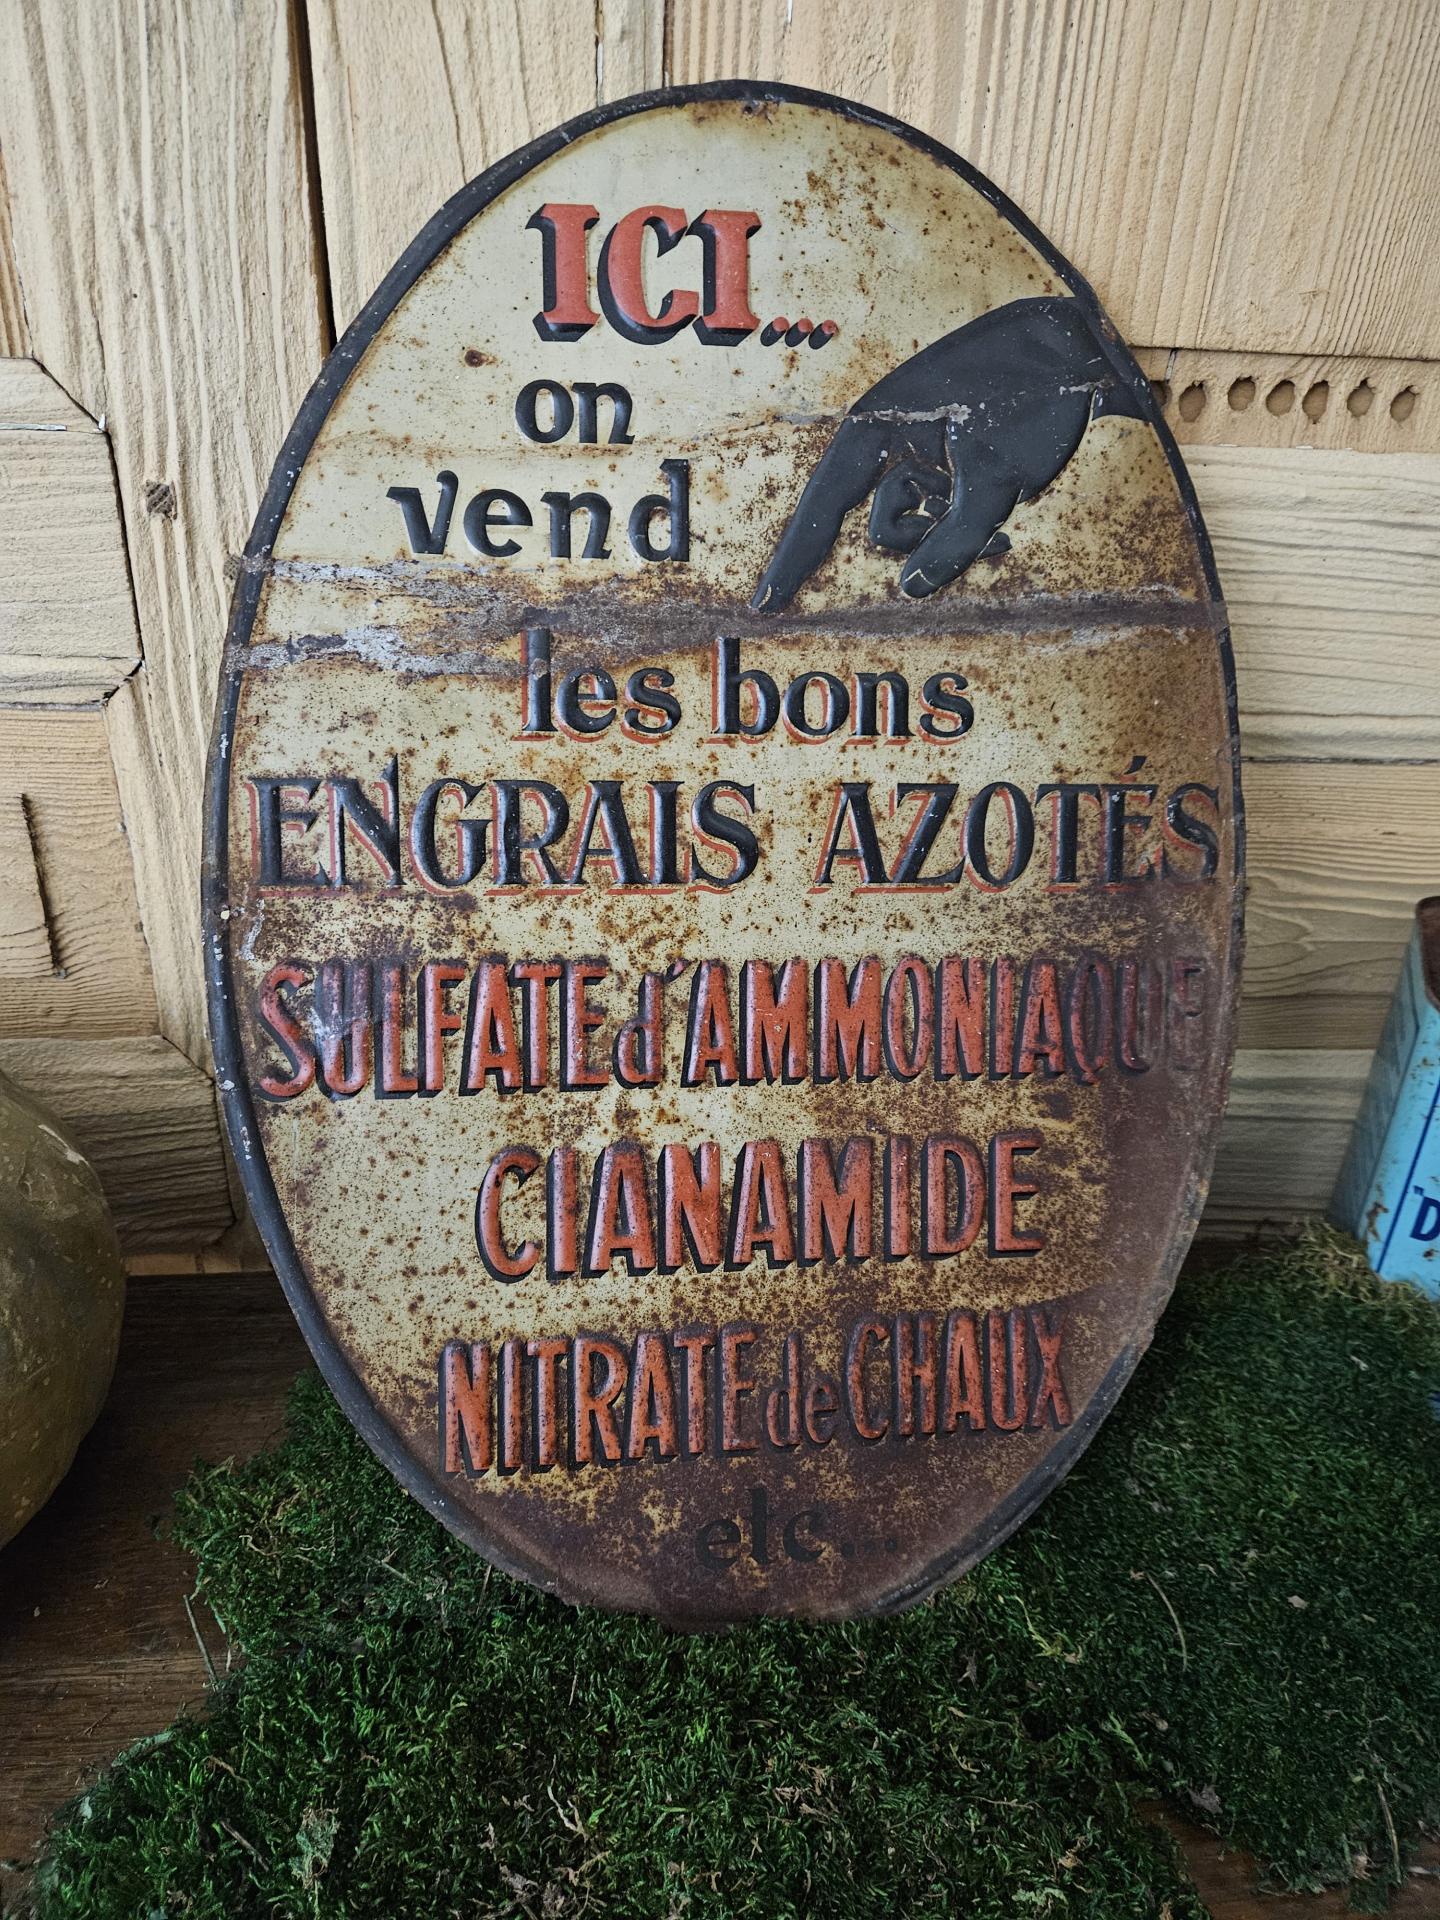 ICI...
on
vend
les bons
ENGRAIS AZOTÉS
SULFATE d'AMMONIAQUE
CIANAMIDE
NITRATE de CHAUX
etc...
"D